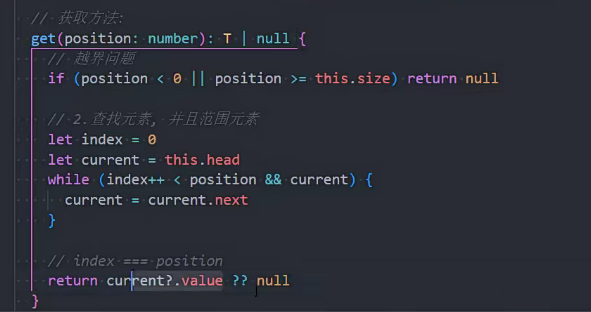 // 获取方法:
get(position: number): T | null {
// 越界问题
if (position < 0 || position >= this.size) return null
// 2.查找元素, 并且范围元素
let index = 0
let current = this.head
while (index++ < position && current) {
current = current.next
}
// index === position
return current?.value ?? null
}